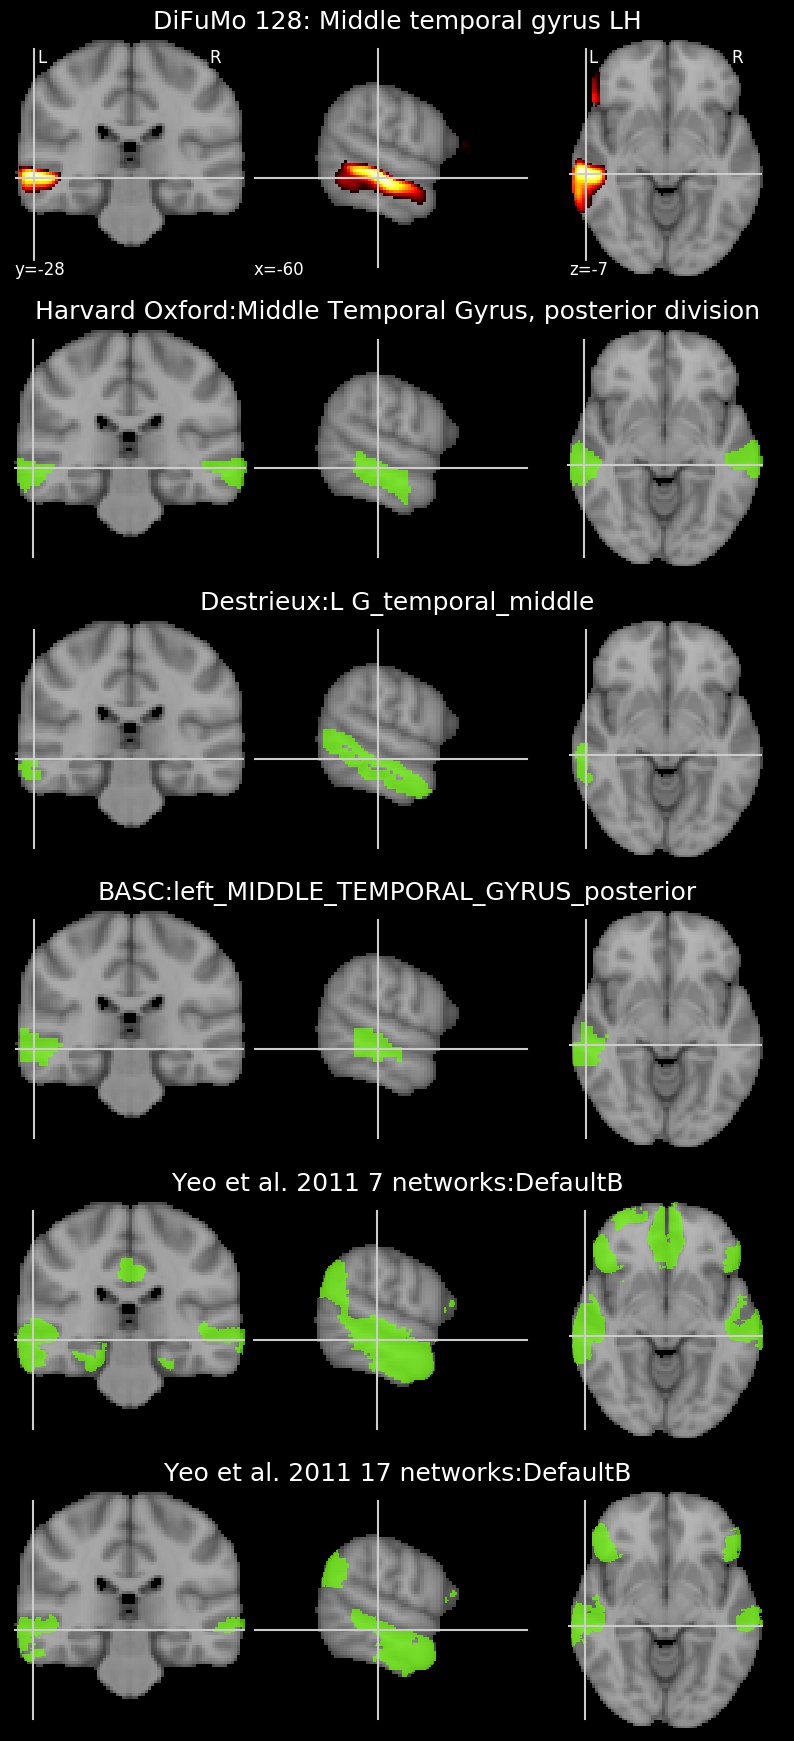 DiFuMo 128: Middle temporal gyrus LH
L R L R
y=-28 x=-60 z=-7
Harvard Oxford:Middle Temporal Gyrus, posterior division
Destrieux:L G_temporal_middle
BASC:left_MIDDLE_TEMPORAL_GYRUS_posterior
Yeo et al. 2011 7 networks:DefaultB
Yeo et al. 2011 17 networks:DefaultB